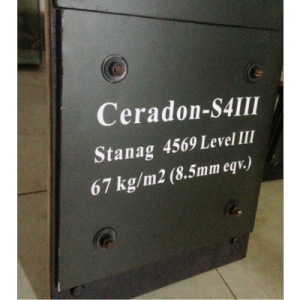 Ceradon-S4III
Stanag 4569 Level III
67 kg/m2 (8.5mm eqv.)